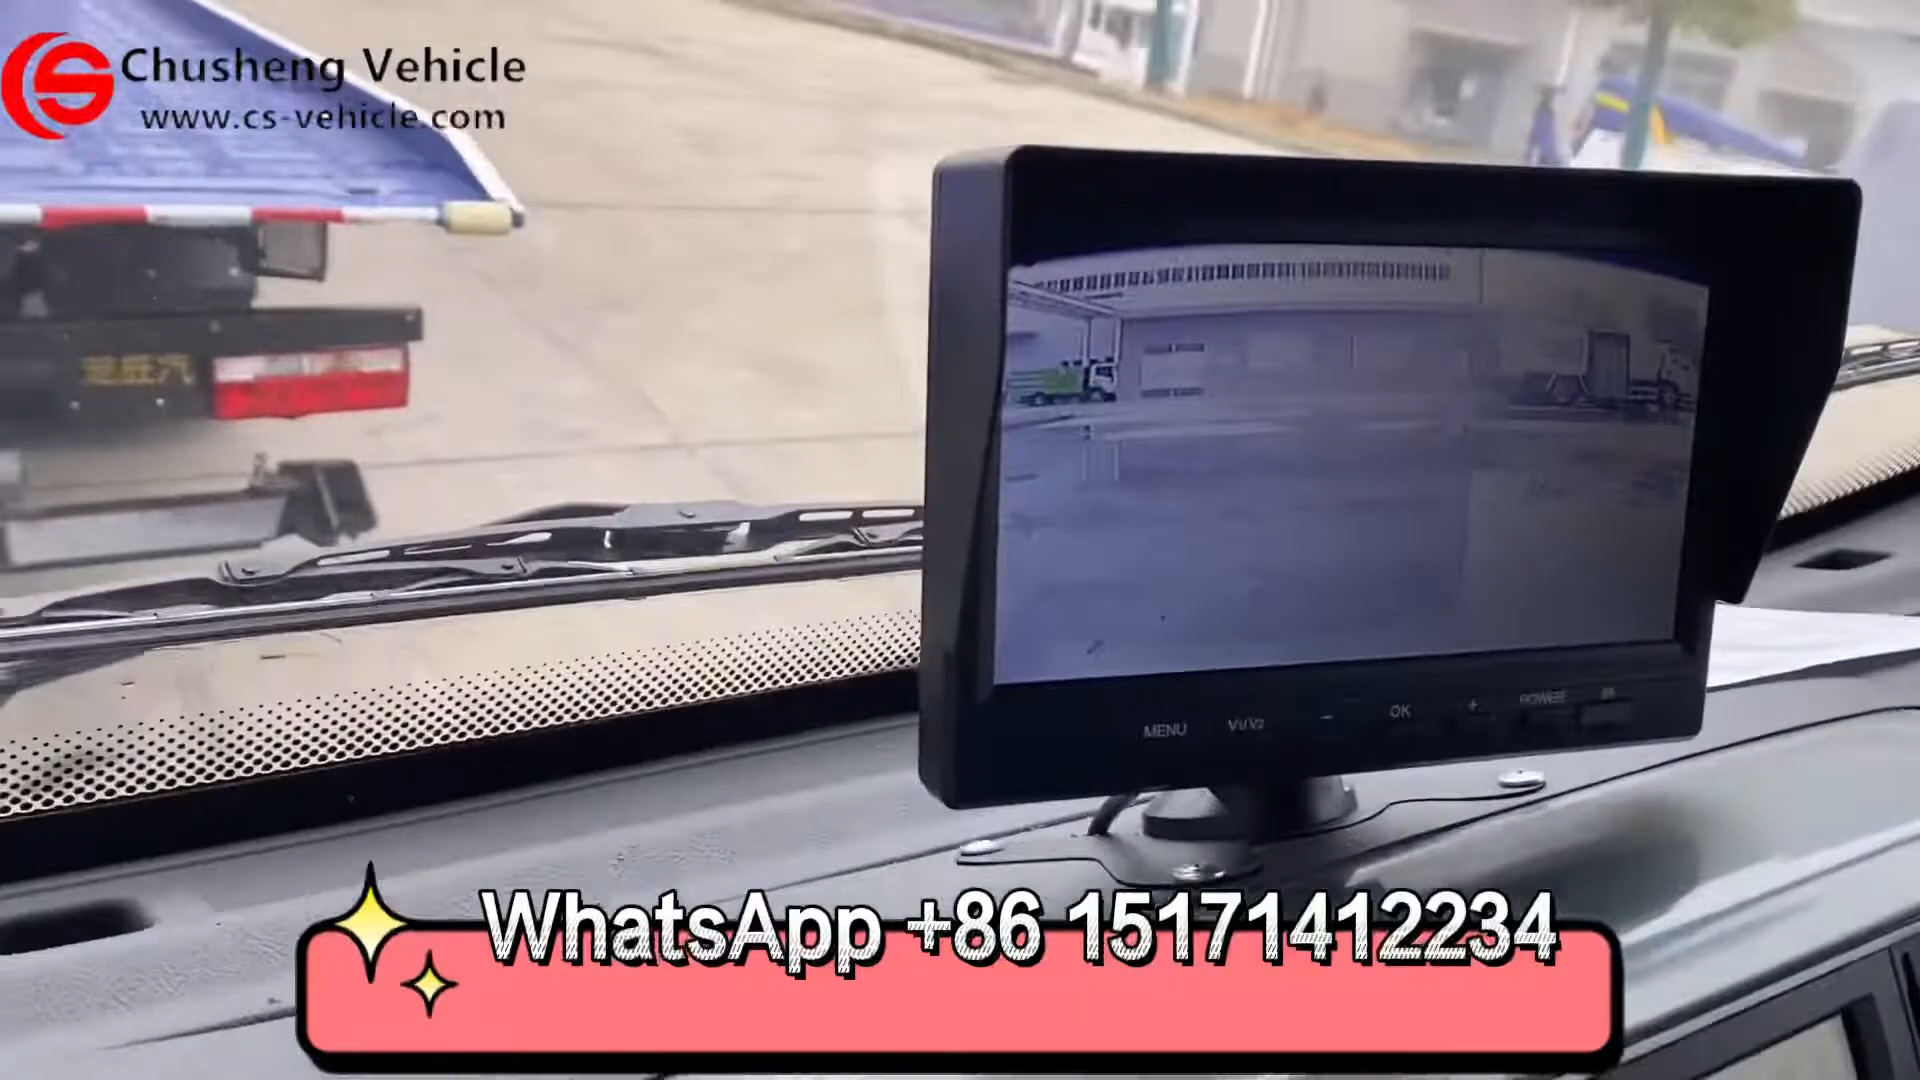 Chusheng Vehicle
www.cs-vehicle.com
MENU
V1/V2
-
OK
+
POWER
WhatsApp +86 15171412234